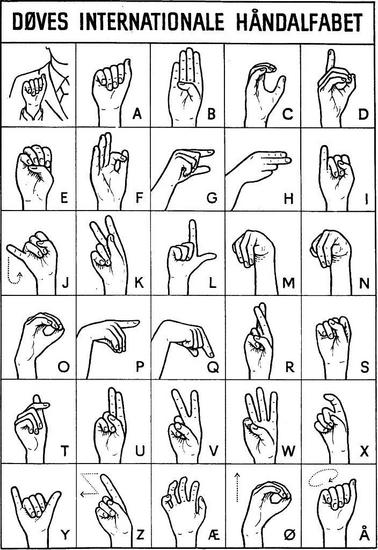 DØVES INTERNATIONALE HÅNDALFABET
A B C D
E F G H I
J K L M N
O P Q R S
T U V W X
Y Z Æ Ø Å